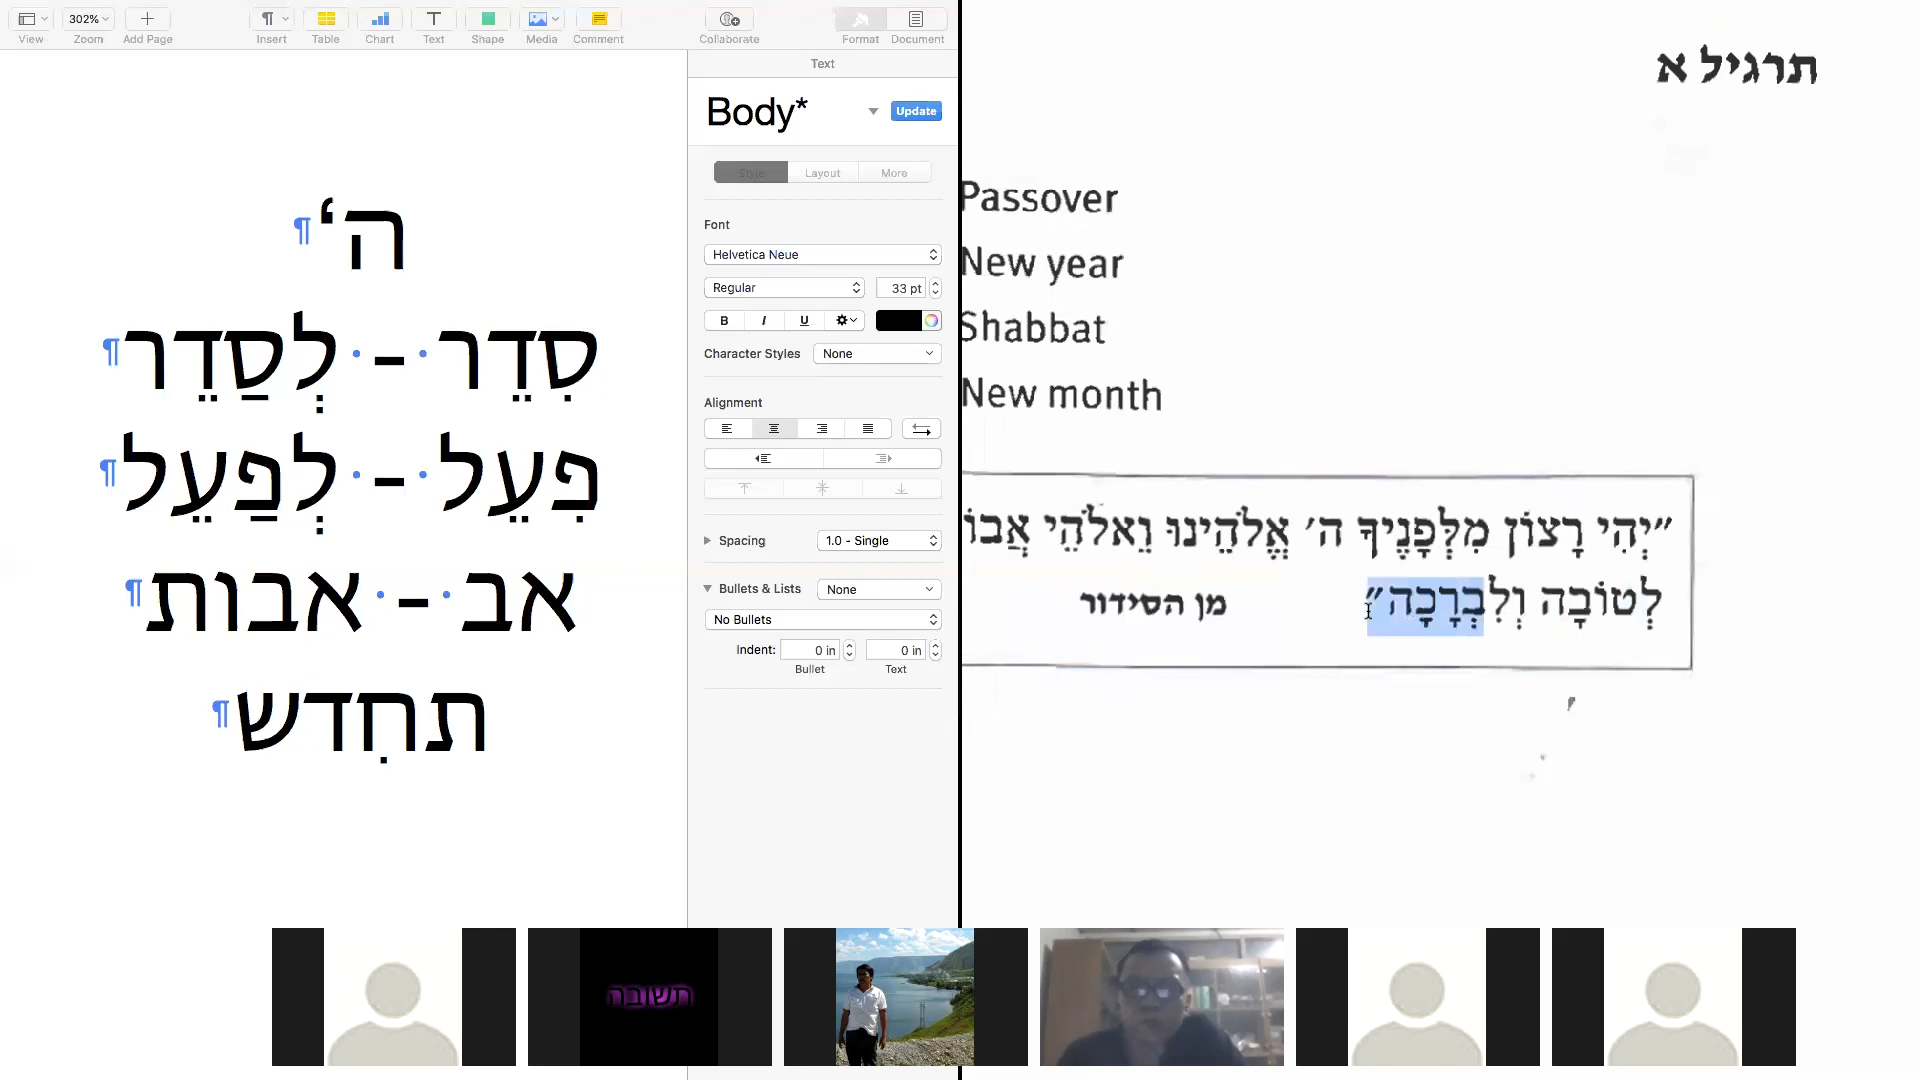 302%
View
Zoom
Add Page
Insert
Table
Chart
Text
Shape
Media
Comment
Collaborate
Format
Document
ה‘
סִדֵר - לְסַדֵר
פִעֵל - לְפַעֵל
אב - אבות
תחִדש
Text
Body*
Update
Style
Layout
More
Font
Helvetica Neue
Regular
33 pt
B I U
Character Styles
None
Alignment
Spacing
1.0 - Single
Bullets & Lists
None
No Bullets
Indent:
0 in
0 in
Bullet
Text
תרגיל א
Passover
New year
Shabbat
New month
״יְהִי רָצוֹן מִלְּפָנֶיךָ ה׳ אֱלֹהֵינוּ וֵאלֹהֵי אֲבוֹ
לְטוֹבָה וְלִבְרָכָה״
מן הסידור
תשובה